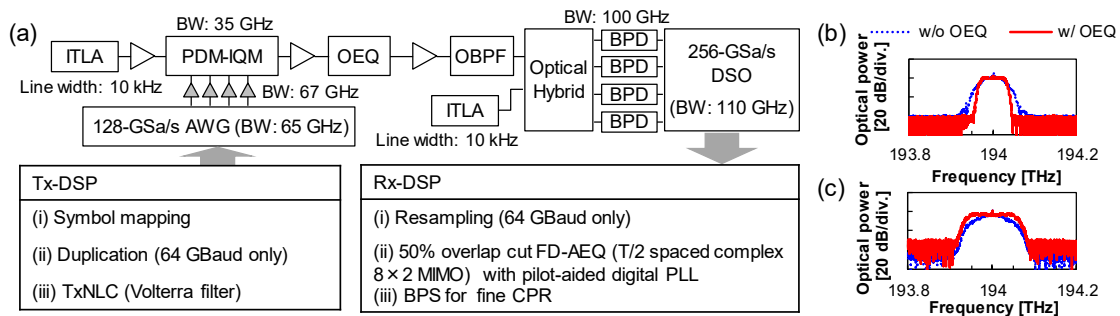 (a)
ITLA
Line width: 10 kHz
BW: 35 GHz
PDM-IQM
BW: 67 GHz
128-GSa/s AWG (BW: 65 GHz)
OEQ
OBPF
ITLA
Line width: 10 kHz
Optical
Hybrid
BW: 100 GHz
BPD
BPD
BPD
BPD
256-GSa/s
DSO
(BW: 110 GHz)
Tx-DSP
(i) Symbol mapping
(ii) Duplication (64 GBaud only)
(iii) TxNLC (Volterra filter)
Rx-DSP
(i) Resampling (64 GBaud only)
(ii) 50% overlap cut FD-AEQ (T/2 spaced complex
8×2 MIMO) with pilot-aided digital PLL
(iii) BPS for fine CPR
(b)
w/o OEQ
w/ OEQ
Optical power
[20 dB/div.]
193.8 194 194.2
Frequency [THz]
(c)
Optical power
[20 dB/div.]
193.8 194 194.2
Frequency [THz]